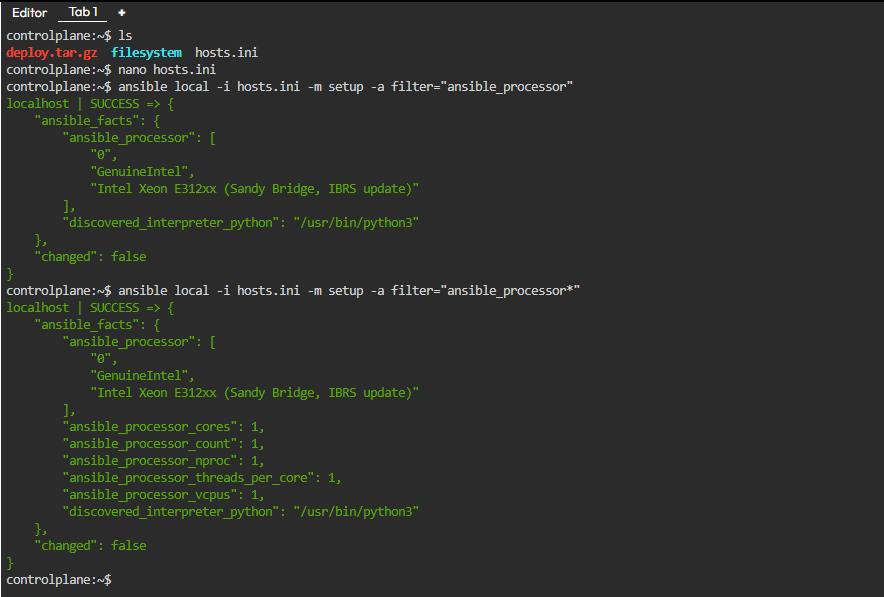 Editor Tab 1 +
controlplane:~$ ls
deploy.tar.gz  filesystem  hosts.ini
controlplane:~$ nano hosts.ini
controlplane:~$ ansible local -i hosts.ini -m setup -a filter="ansible_processor"
localhost | SUCCESS => {
    "ansible_facts": {
        "ansible_processor": [
            "0",
            "GenuineIntel",
            "Intel Xeon E312xx (Sandy Bridge, IBRS update)"
        ],
        "discovered_interpreter_python": "/usr/bin/python3"
    },
    "changed": false
}
controlplane:~$ ansible local -i hosts.ini -m setup -a filter="ansible_processor*"
localhost | SUCCESS => {
    "ansible_facts": {
        "ansible_processor": [
            "0",
            "GenuineIntel",
            "Intel Xeon E312xx (Sandy Bridge, IBRS update)"
        ],
        "ansible_processor_cores": 1,
        "ansible_processor_count": 1,
        "ansible_processor_nproc": 1,
        "ansible_processor_threads_per_core": 1,
        "ansible_processor_vcpus": 1,
        "discovered_interpreter_python": "/usr/bin/python3"
    },
    "changed": false
}
controlplane:~$